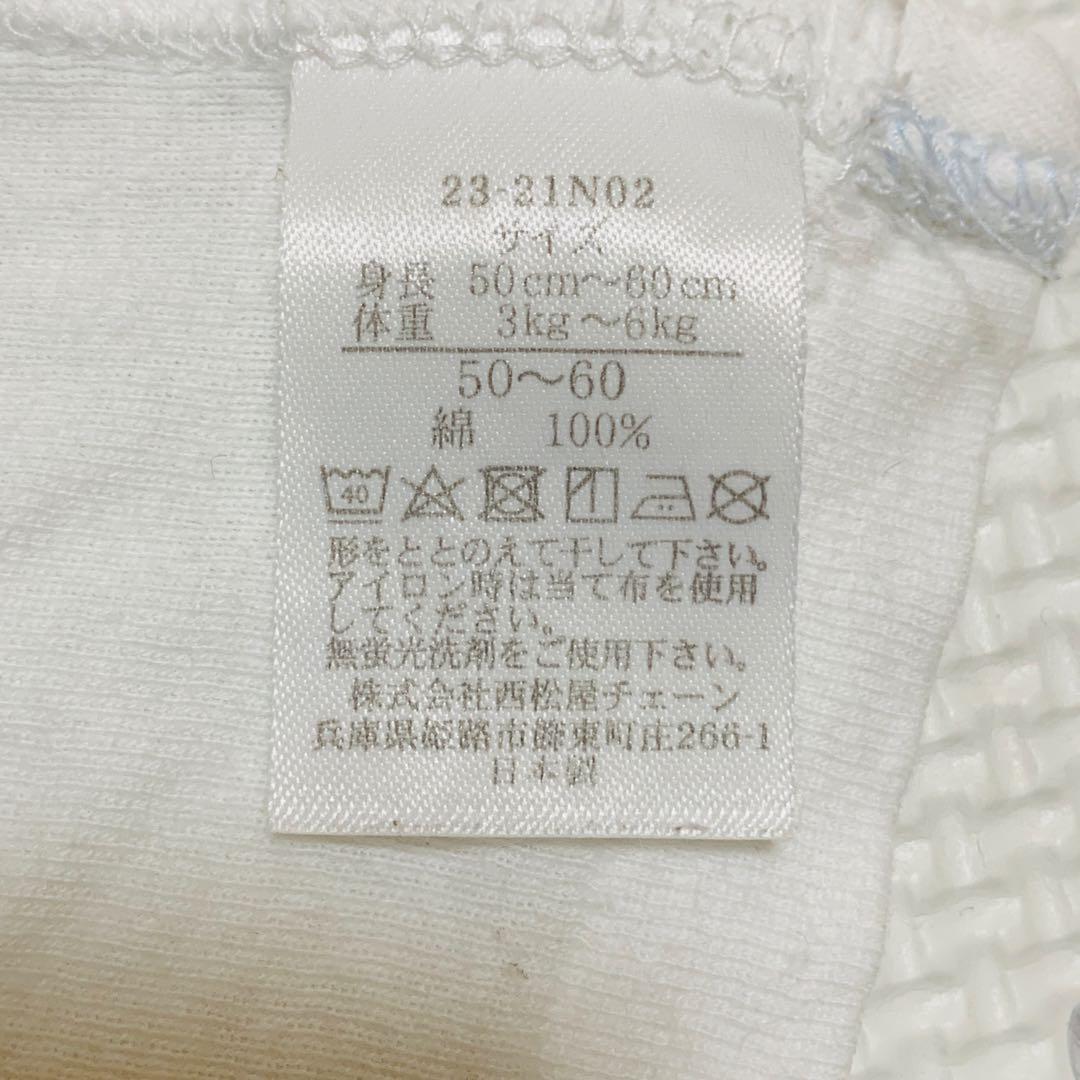 23-21N02
サイズ
身長 50cm～60cm
体重 3kg～6kg
50～60
綿 100%
40
形をととのえて干して下さい。
アイロン時は当て布を使用
してください。
無蛍光洗剤をご使用下さい。
株式会社西松屋チェーン
兵庫県姫路市飾東町庄266-1
日本製